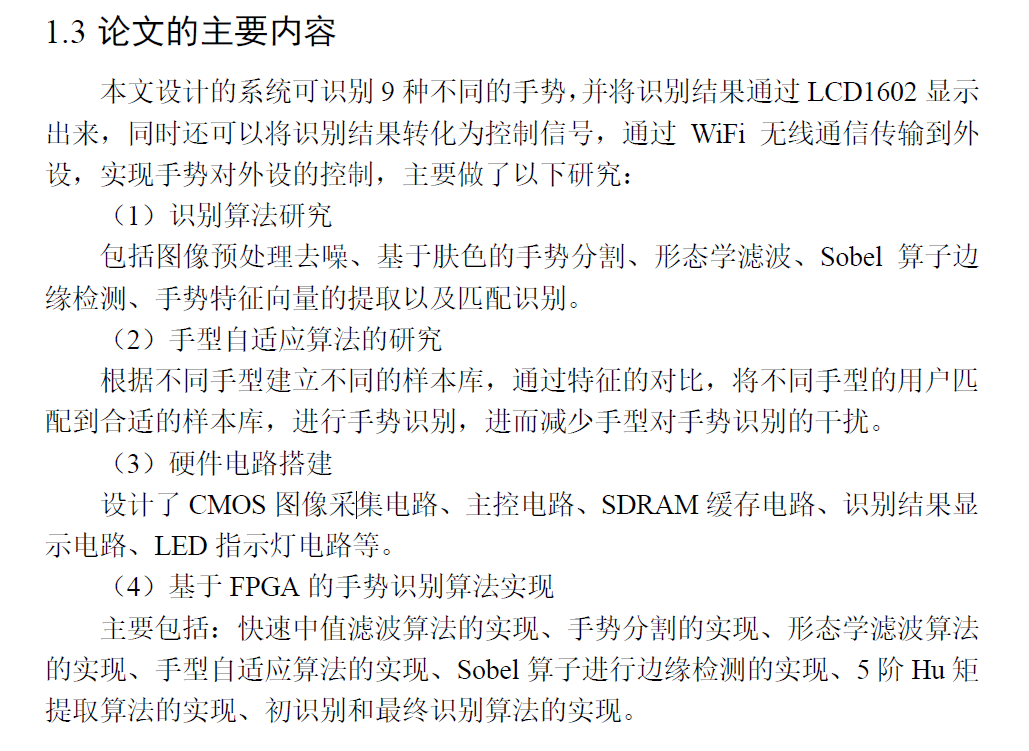 1.3 论文的主要内容
本文设计的系统可识别 9 种不同的手势，并将识别结果通过 LCD1602 显示
出来，同时还可以将识别结果转化为控制信号，通过 WiFi 无线通信传输到外
设，实现手势对外设的控制，主要做了以下研究：
（1）识别算法研究
包括图像预处理去噪、基于肤色的手势分割、形态学滤波、Sobel 算子边
缘检测、手势特征向量的提取以及匹配识别。
（2）手型自适应算法的研究
根据不同手型建立不同的样本库，通过特征的对比，将不同手型的用户匹
配到合适的样本库，进行手势识别，进而减少手型对手势识别的干扰。
（3）硬件电路搭建
设计了 CMOS 图像采集电路、主控电路、SDRAM 缓存电路、识别结果显
示电路、LED 指示灯电路等。
（4）基于 FPGA 的手势识别算法实现
主要包括：快速中值滤波算法的实现、手势分割的实现、形态学滤波算法
的实现、手型自适应算法的实现、Sobel 算子进行边缘检测的实现、5 阶 Hu 矩
提取算法的实现、初识别和最终识别算法的实现。